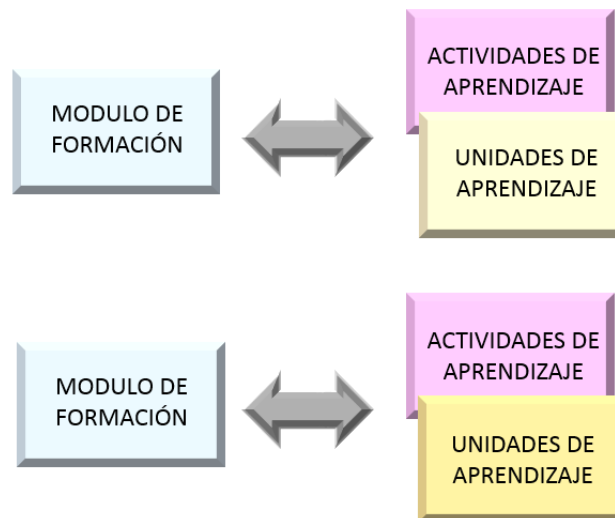 MODULO DE
FORMACIÓN
ACTIVIDADES DE
APRENDIZAJE
UNIDADES DE
APRENDIZAJE
MODULO DE
FORMACIÓN
ACTIVIDADES DE
APRENDIZAJE
UNIDADES DE
APRENDIZAJE